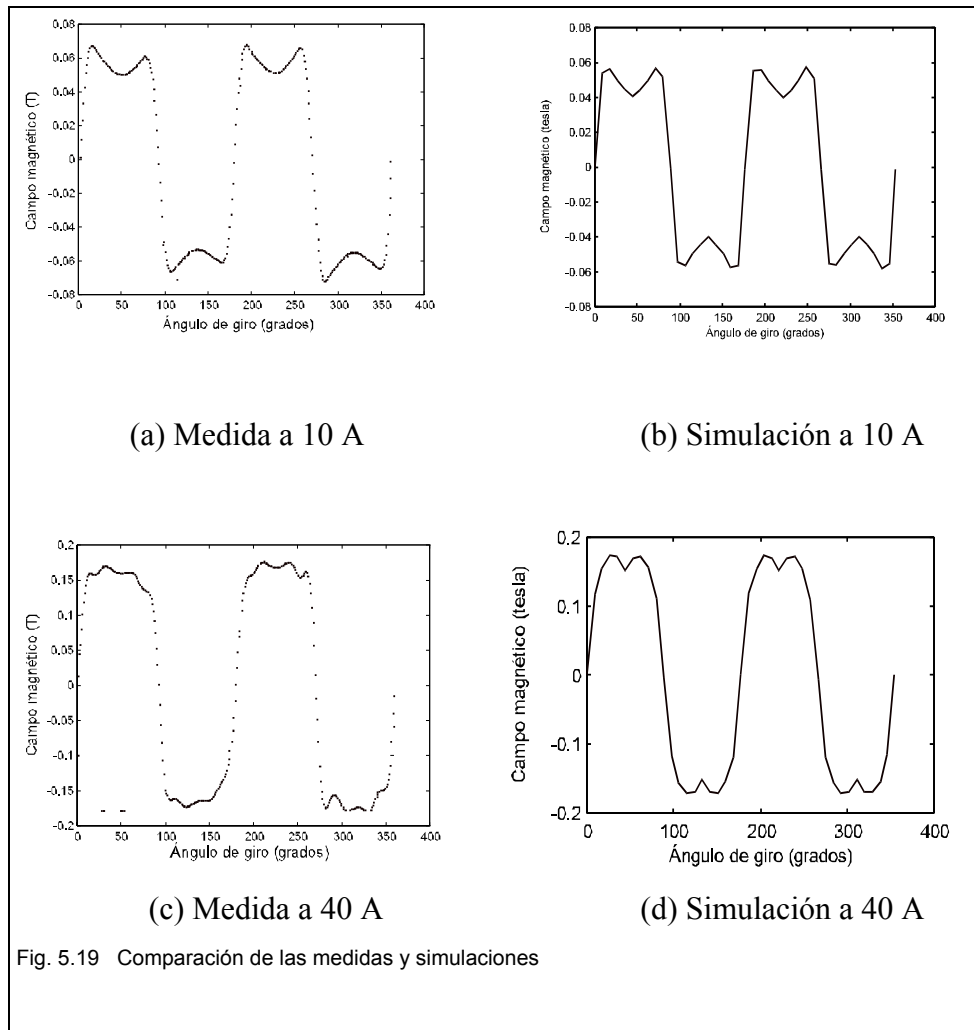 0.08
0.06
0.04
0.02
0
-0.02
-0.04
-0.06
-0.08
Campo magnético (T)
0 50 100 150 200 250 300 350 400
Ángulo de giro (grados)
0.08
0.06
0.04
0.02
0
-0.02
-0.04
-0.06
-0.08
Campo magnético (tesla)
0 50 100 150 200 250 300 350 400
Ángulo de giro (grados)
(a) Medida a 10 A
(b) Simulación a 10 A
0.2
0.15
0.1
0.05
0
-0.05
-0.1
-0.15
-0.2
Campo magnético (T)
0 50 100 150 200 250 300 350 400
Ángulo de giro (grados)
0.2
0.1
0
-0.1
-0.2
Campo magnético (tesla)
0 100 200 300 400
Ángulo de giro (grados)
(c) Medida a 40 A
(d) Simulación a 40 A
Fig. 5.19 Comparación de las medidas y simulaciones